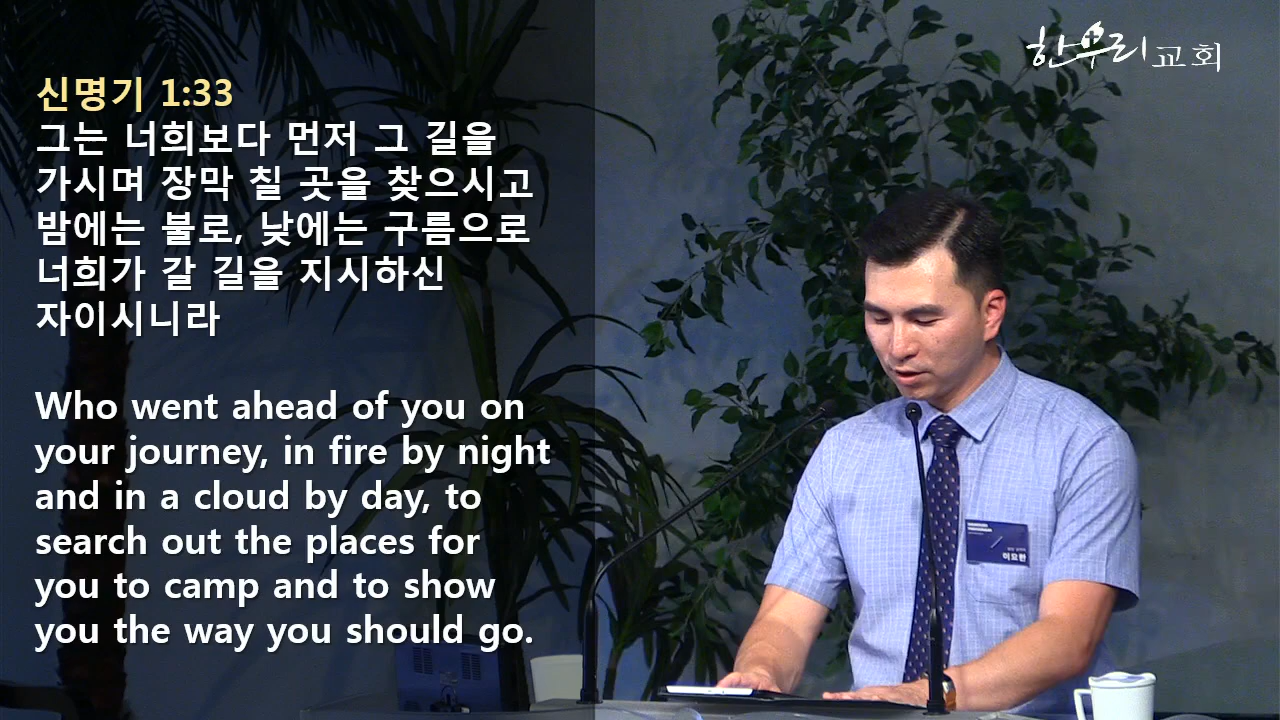 한우리교회
신명기 1:33
그는 너희보다 먼저 그 길을
가시며 장막 칠 곳을 찾으시고
밤에는 불로, 낮에는 구름으로
너희가 갈 길을 지시하신
자이시니라
Who went ahead of you on
your journey, in fire by night
and in a cloud by day, to
search out the places for
you to camp and to show
you the way you should go.
이요한